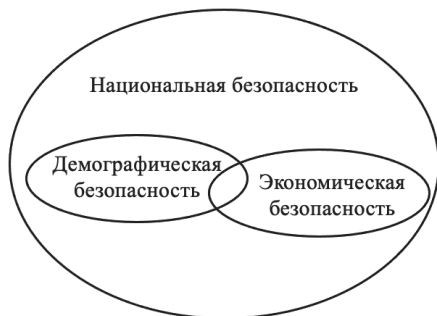 Национальная безопасность
Демографическая
безопасность
Экономическая
безопасность